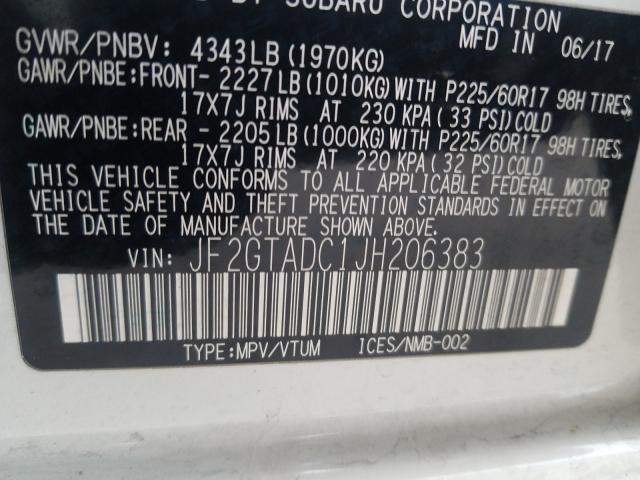 BY SUBARU CORPORATION
MFD IN 06/17
GVWR/PNBV: 4343LB (1970KG)
GAWR/PNBE:FRONT- 2227 LB (1010KG) WITH P225/60R17 98H TIRES,
17X7J RIMS AT 230 KPA ( 33 PSI) COLD
GAWR/PNBE:REAR - 2205 LB (1000KG) WITH P225/60R17 98H TIRES,
17X7J RIMS AT 220 KPA ( 32 PSI) COLD
THIS VEHICLE CONFORMS TO ALL APPLICABLE FEDERAL MOTOR
VEHICLE SAFETY AND THEFT PREVENTION STANDARDS IN EFFECT ON
THE DATE OF MANUFACTURE SHOWN ABOVE.
VIN: JF2GTADC1JH206383
TYPE:MPV/VTUM ICES/NMB-002